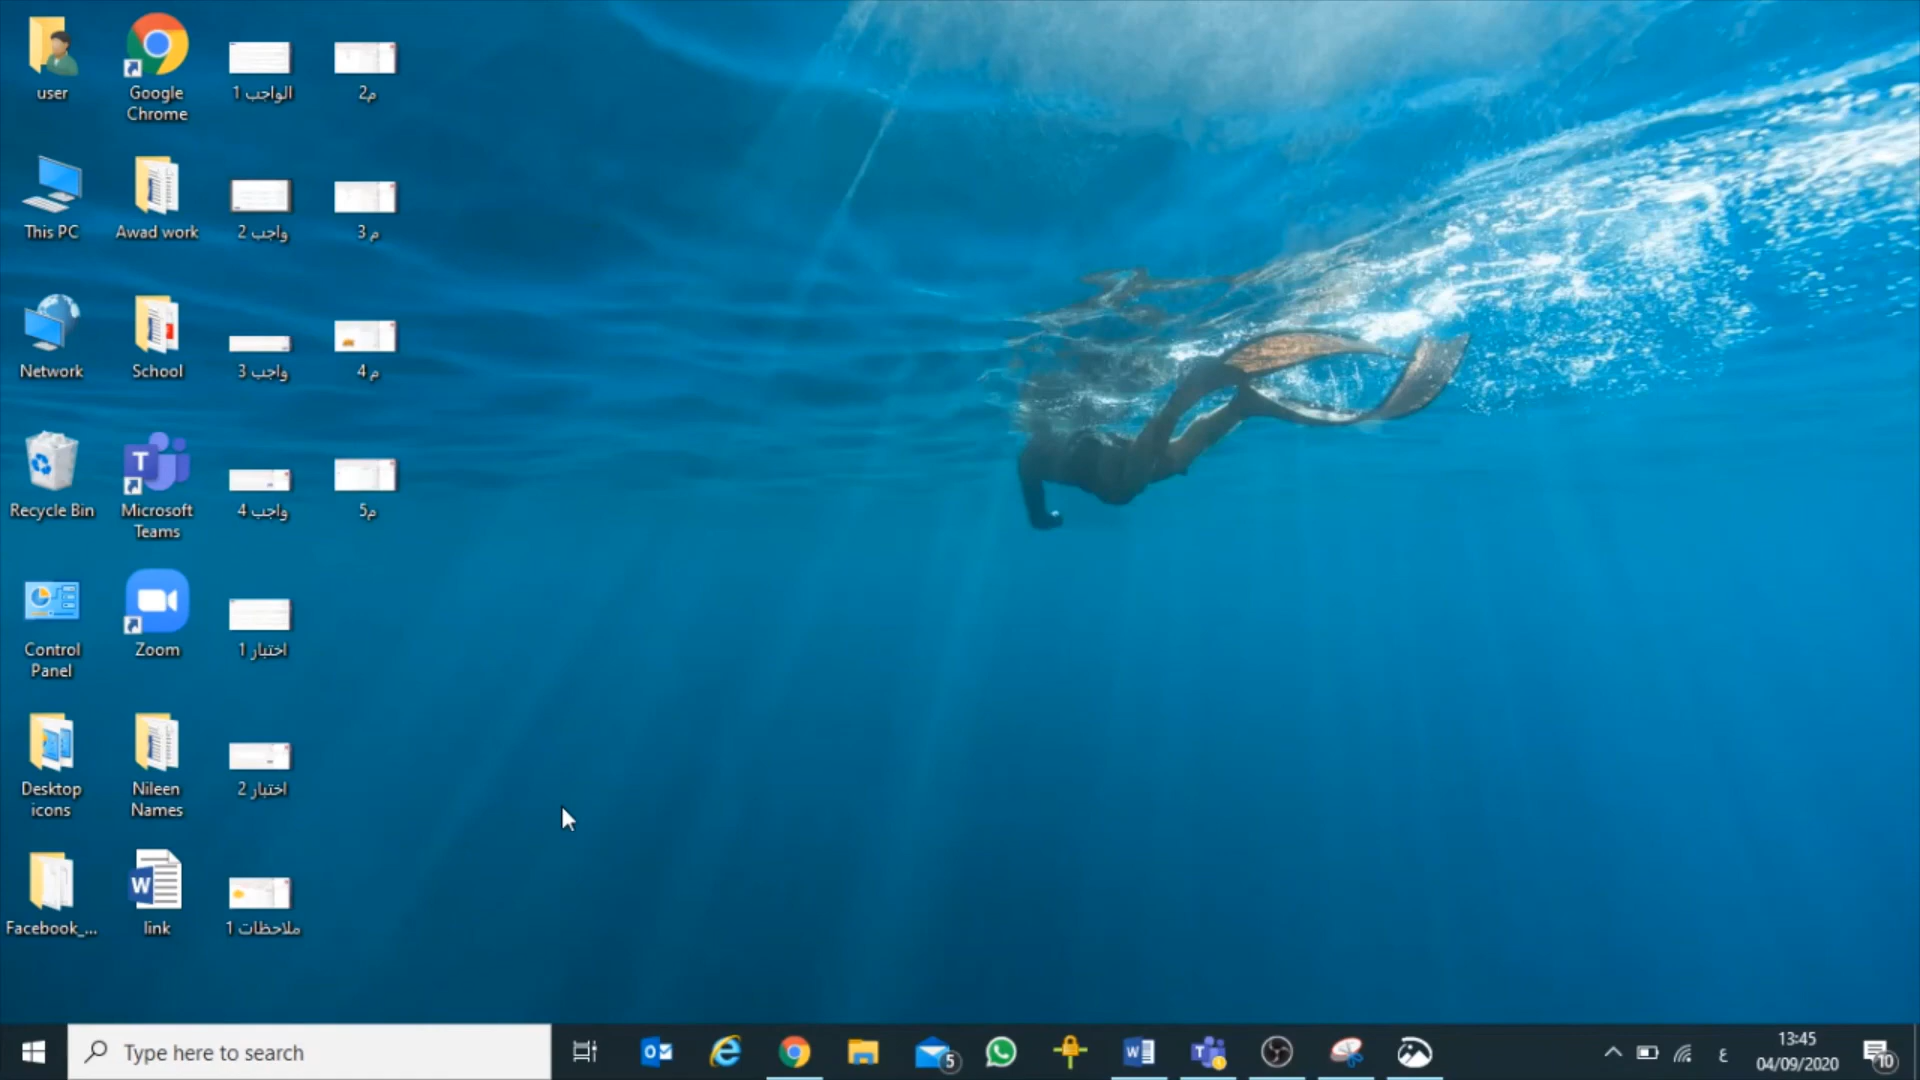 user
Google
Chrome
الواجب 1
م2
This PC
Awad work
واجب 2
م 3
Network
School
واجب 3
م 4
Recycle Bin
Microsoft
Teams
واجب 4
م5
Control
Panel
Zoom
اختبار 1
Desktop
icons
Nileen
Names
اختبار 2
Facebook_...
link
ملاحظات 1
Type here to search
5
ع
13:45
04/09/2020
10